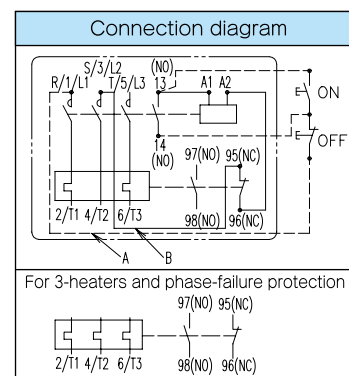 Connection diagram
S/3/L2 (NO)
R/1/L1 T/5/L3 13 A1 A2
ON
OFF
14
(NO)
97(NO) 95(NC)
2/T1 4/T2 6/T3 98(NO) 96(NC)
A B
For 3-heaters and phase-failure protection
97(NO) 95(NC)
2/T1 4/T2 6/T3 98(NO) 96(NC)